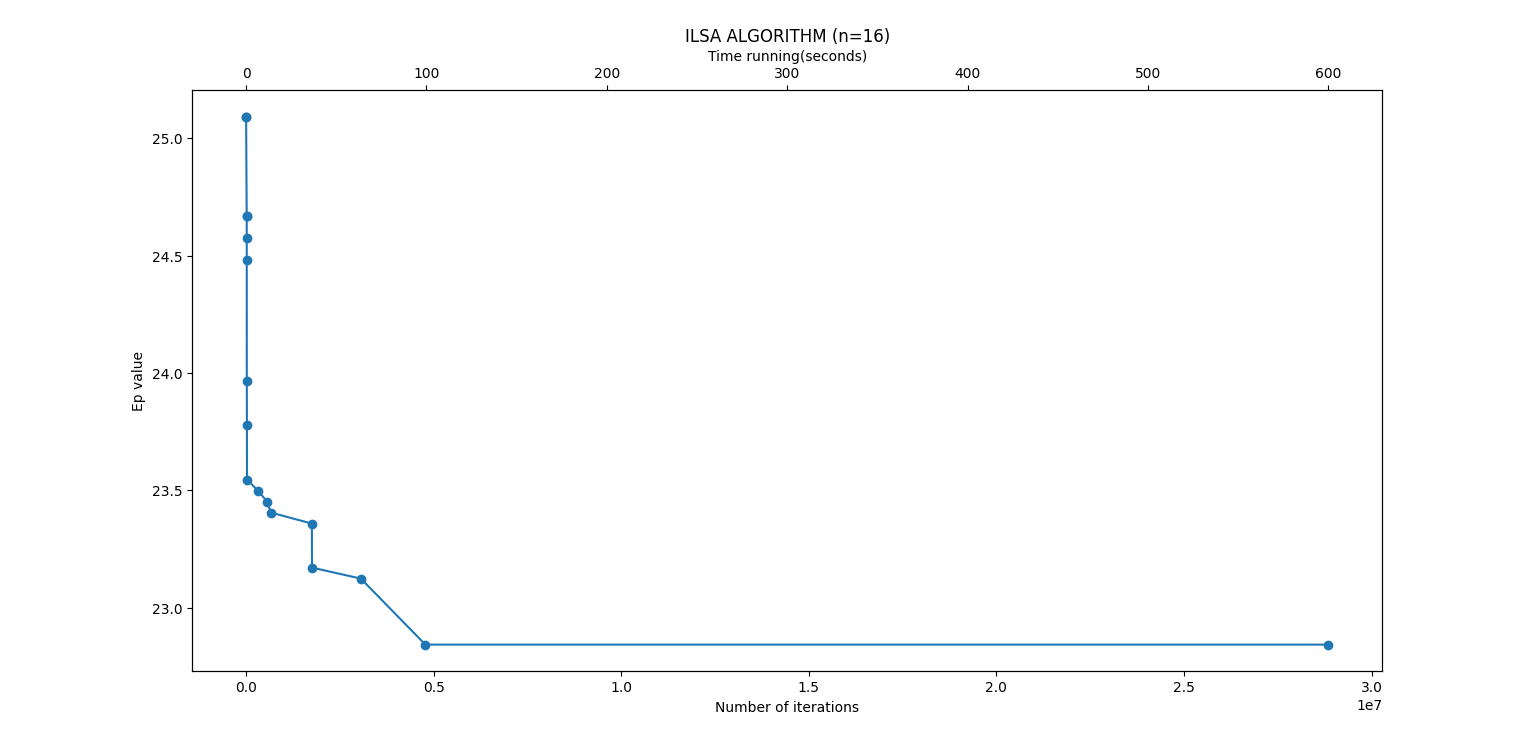 ILSA ALGORITHM (n=16)
Time running(seconds)
0 100 200 300 400 500 600
25.0
24.5
24.0
23.5
23.0
Ep value
0.0 0.5 1.0 1.5 2.0 2.5 3.0
1e7
Number of iterations